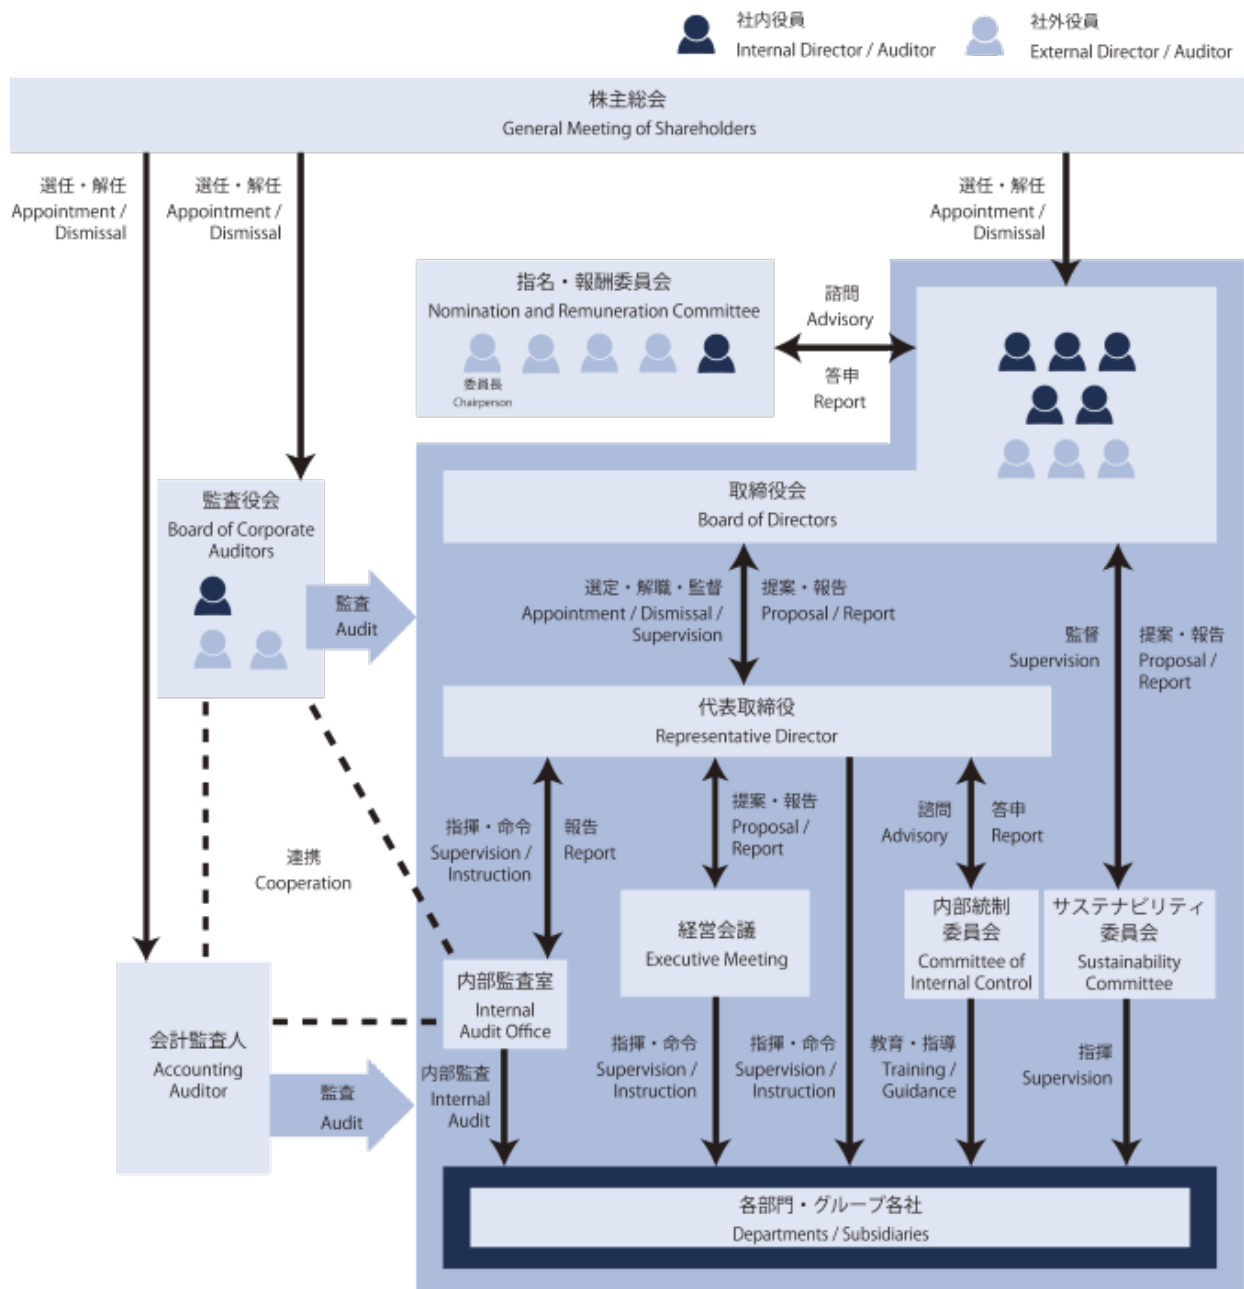 社内役員
Internal Director / Auditor
社外役員
External Director / Auditor
株主総会
General Meeting of Shareholders
選任・解任
Appointment /
Dismissal
選任・解任
Appointment /
Dismissal
選任・解任
Appointment /
Dismissal
指名・報酬委員会
Nomination and Remuneration Committee
委員長
Chairperson
諮問
Advisory
答申
Report
取締役会
Board of Directors
監査役会
Board of Corporate
Auditors
監査
Audit
選定・解職・監督
Appointment / Dismissal /
Supervision
提案・報告
Proposal / Report
監督
Supervision
提案・報告
Proposal /
Report
代表取締役
Representative Director
指揮・命令
Supervision /
Instruction
報告
Report
提案・報告
Proposal /
Report
諮問
Advisory
答申
Report
連携
Cooperation
内部監査室
Internal
Audit Office
経営会議
Executive Meeting
内部統制
委員会
Committee of
Internal Control
サステナビリティ
委員会
Sustainability
Committee
会計監査人
Accounting
Auditor
監査
Audit
内部監査
Internal
Audit
指揮・命令
Supervision /
Instruction
指揮・命令
Supervision /
Instruction
教育・指導
Training /
Guidance
指揮
Supervision
各部門・グループ各社
Departments / Subsidiaries